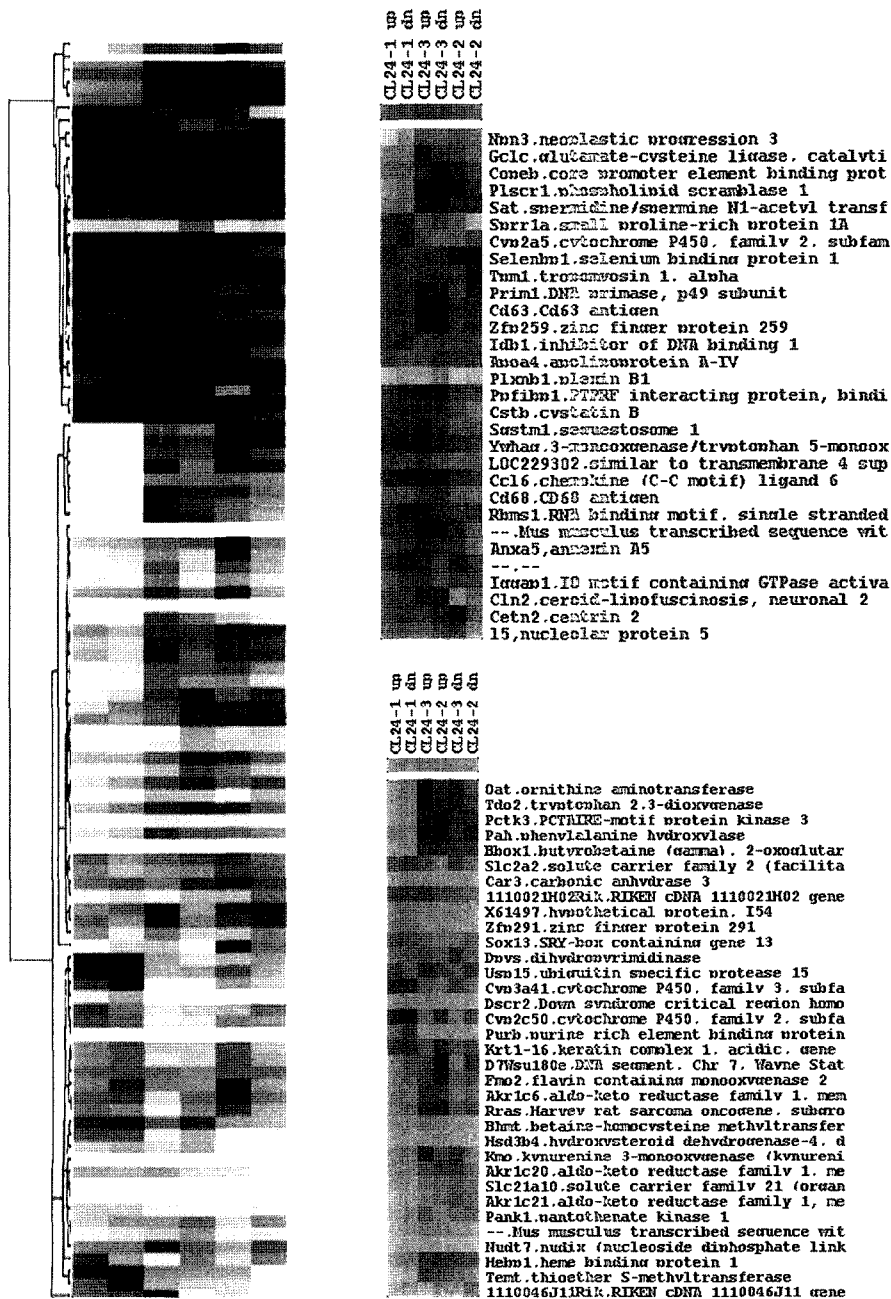 CL24-1 up
CL24-1 dn
CL24-3 up
CL24-3 dn
CL24-2 up
CL24-2 dn
Npn3.neoplastic progression 3
Gclc.glutamate-cysteine ligase. catalyti
Copeb.core promoter element binding prot
Plscr1.phospholipid scramblase 1
Sat.spermidine/spermine N1-acetyl transf
Sprr1a.small proline-rich protein 1A
Cyp2a5.cytochrome P450. family 2. subfam
Selenbp1.selenium binding protein 1
Tpm1.tropomyosin 1. alpha
Prim1.DNA primase, p49 subunit
Cd63.Cd63 antigen
Zfp259.zinc finger protein 259
Idb1.inhibitor of DNA binding 1
Apoa4.apolipoprotein A-IV
Plxnb1.plexin B1
Ppfibp1.PTPRF interacting protein, bindi
Cstb.cystatin B
Sqstm1.sequestosome 1
Ywhag.3-monooxgenase/tryptophan 5-monoox
LOC229302.similar to transmembrane 4 sup
Ccl6.chemokine (C-C motif) ligand 6
Cd68.CD68 antigen
Rbms1.RNA binding motif. single stranded
--.Mus musculus transcribed sequence wit
Anxa5,annexin A5
--.--
Iqgap1.IQ motif containing GTPase activa
Cln2.ceroid-lipofuscinosis, neuronal 2
Cetn2.centrin 2
15,nucleolar protein 5
CL24-1 up
CL24-1 dn
CL24-3 up
CL24-2 up
CL24-3 dn
CL24-2 dn
Oat.ornithine aminotransferase
Tdo2.tryptophan 2.3-dioxygenase
Pctk3.PCTAIRE-motif protein kinase 3
Pah.phenylalanine hydroxylase
Bbox1.butyrobetaine (gamma). 2-oxoglutar
Slc2a2.solute carrier family 2 (facilita
Car3.carbonic anhydrase 3
1110021H02Rik.RIKEN cDNA 1110021H02 gene
X61497.hypothetical protein. I54
Zfp291.zinc finger protein 291
Sox13.SRY-box containing gene 13
Dpys.dihydropyrimidinase
Usp15.ubiquitin specific protease 15
Cyp3a41.cytochrome P450. family 3. subfa
Dscr2.Down syndrome critical region homo
Cyp2c50.cytochrome P450. family 2. subfa
Purb.purine rich element binding protein
Krt1-16.keratin complex 1. acidic. gene
D7Wsu180e.DNA segment. Chr 7. Wayne Stat
Fmo2.flavin containing monooxygenase 2
Akr1c6.aldo-keto reductase family 1. mem
Rras.Harvey rat sarcoma oncogene. subgro
Bhmt.betaine-homocysteine methyltransfer
Hsd3b4.hydroxysteroid dehydrogenase-4. d
Kmo.kynurenine 3-monooxygenase (kynureni
Akr1c20.aldo-keto reductase family 1. me
Slc21a10.solute carrier family 21 (organ
Akr1c21.aldo-keto reductase family 1, me
Pank1.pantothenate kinase 1
--.Mus musculus transcribed sequence wit
Nudt7.nudix (nucleoside diphosphate link
Hebp1.heme binding protein 1
Temt.thioether S-methyltransferase
1110046J11Rik.RIKEN cDNA 1110046J11 gene